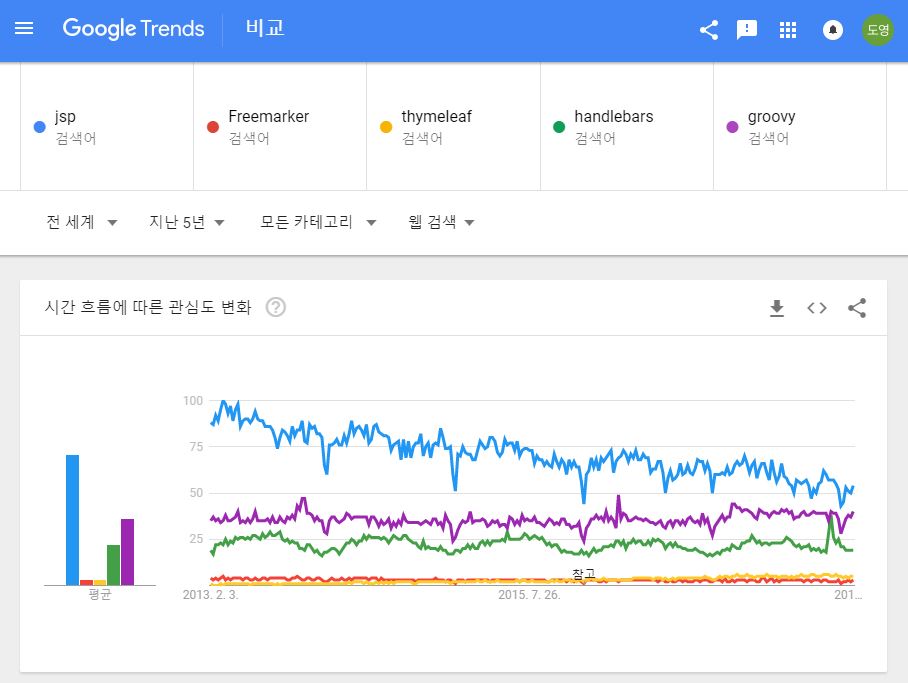 Google Trends 비교
도영
jsp
검색어
Freemarker
검색어
thymeleaf
검색어
handlebars
검색어
groovy
검색어
전 세계 지난 5년 모든 카테고리 웹 검색
시간 흐름에 따른 관심도 변화 ?
100
75
50
25
참고
평균
2013. 2. 3. 2015. 7. 26. 201...